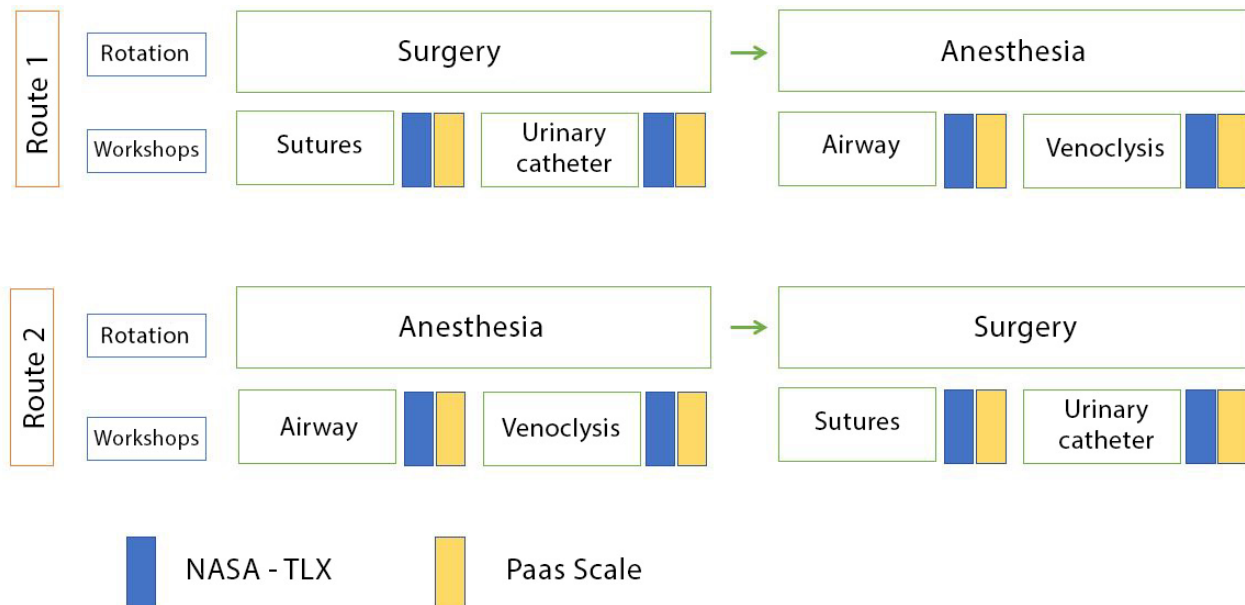 Route 1
Rotation
Surgery
Anesthesia
Workshops
Sutures
Urinary
catheter
Airway
Venoclysis
Route 2
Rotation
Anesthesia
Surgery
Workshops
Airway
Venoclysis
Sutures
Urinary
catheter
NASA - TLX
Paas Scale